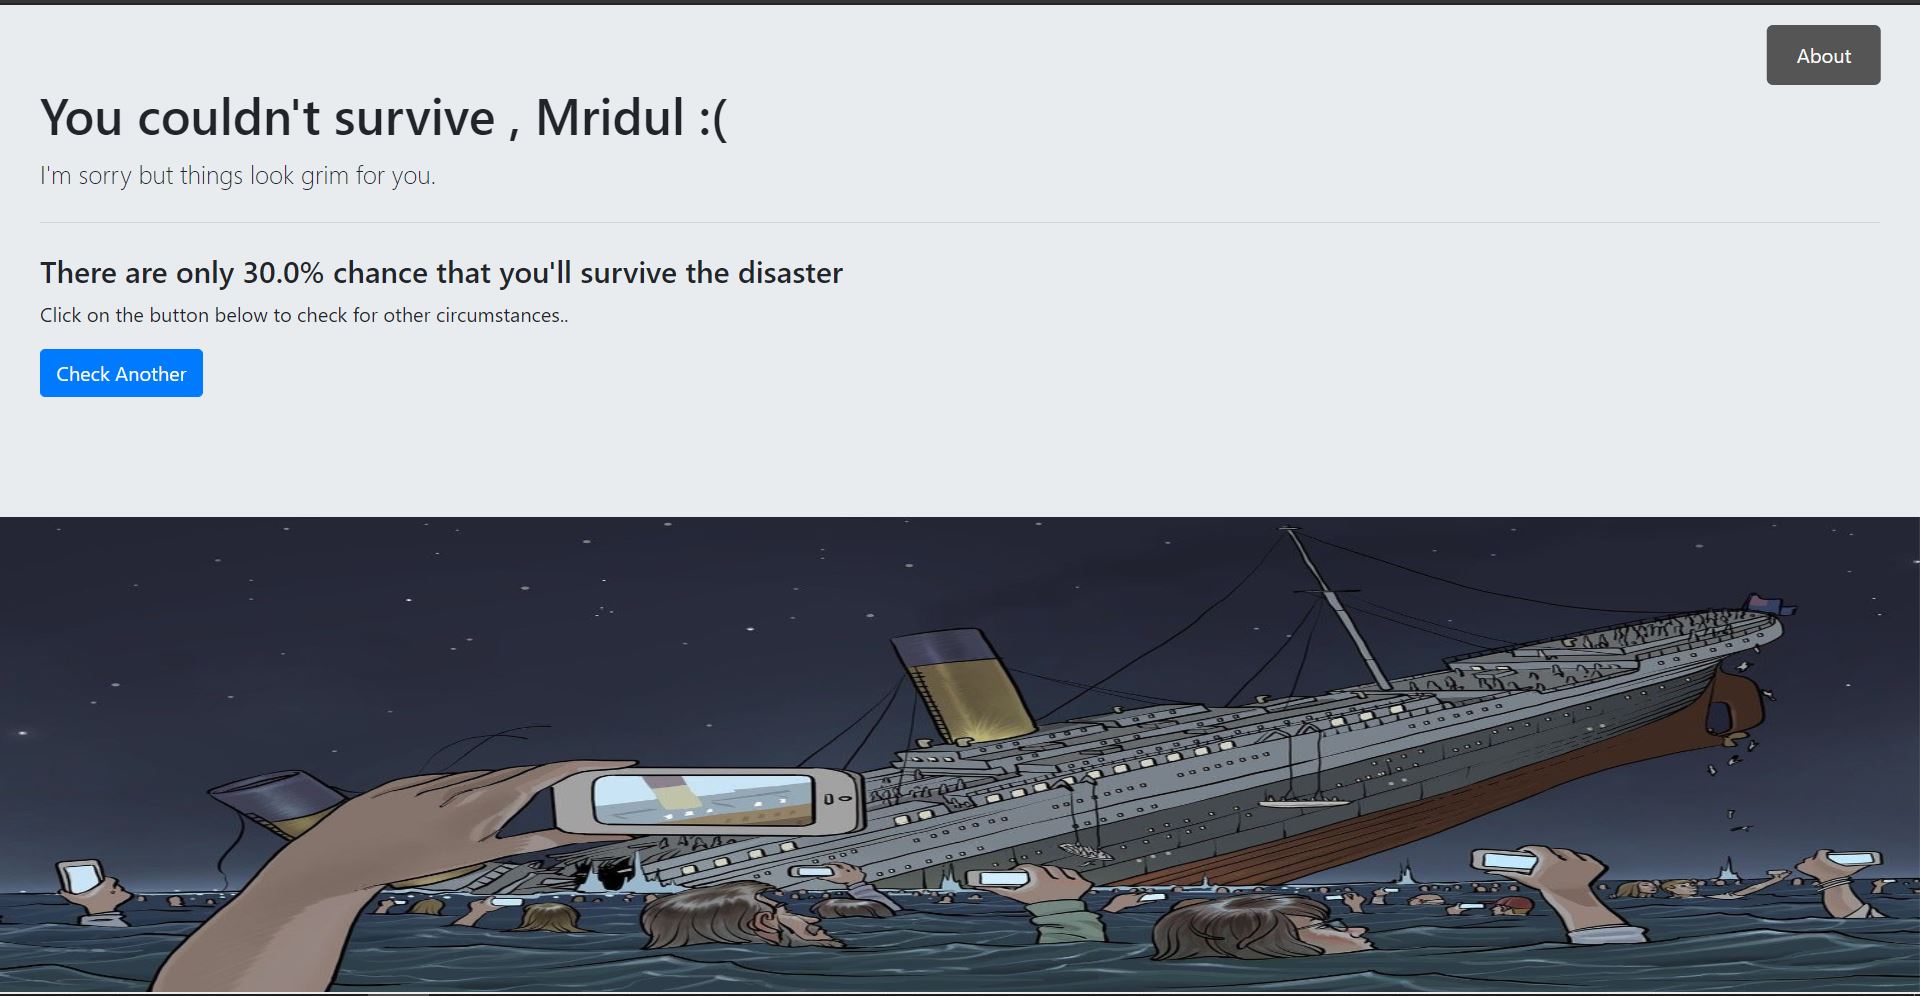 About
You couldn't survive , Mridul :(
I'm sorry but things look grim for you.
There are only 30.0% chance that you'll survive the disaster
Click on the button below to check for other circumstances..
Check Another